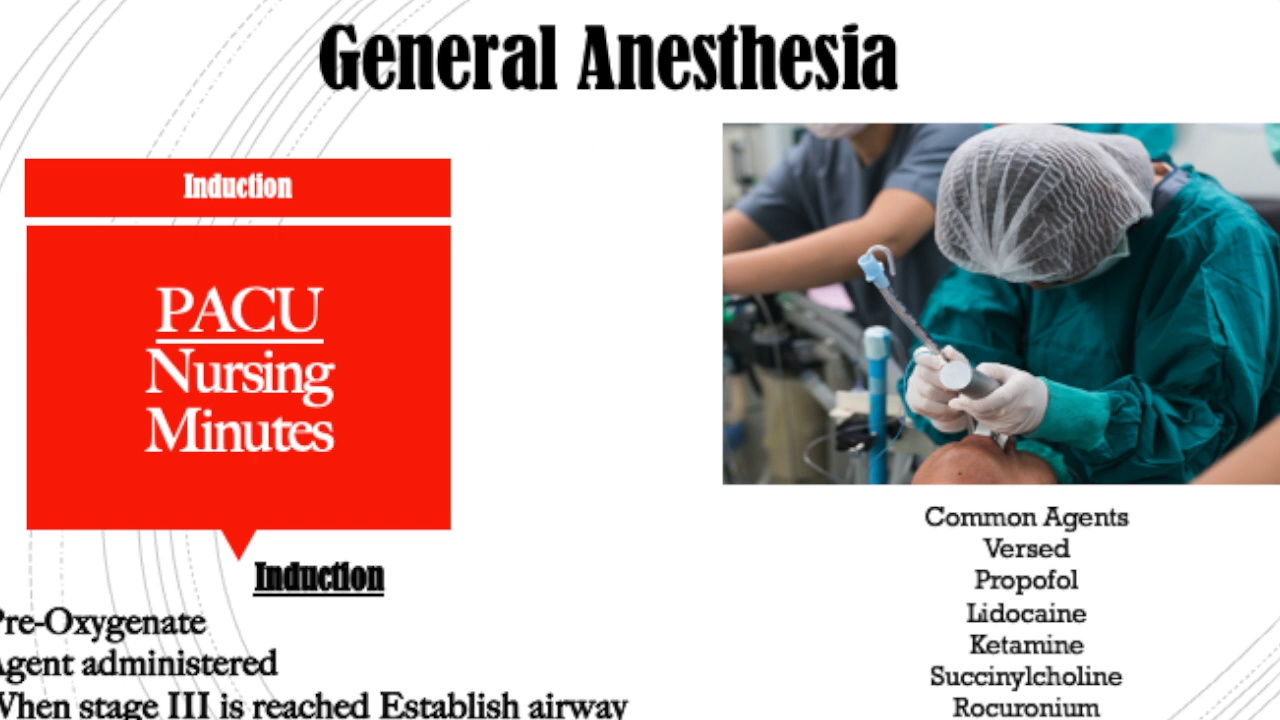 General Anesthesia
Induction
PACU
Nursing
Minutes
Induction
Pre-Oxygenate
Agent administered
When stage III is reached Establish airway
Common Agents
Versed
Propofol
Lidocaine
Ketamine
Succinylcholine
Rocuronium